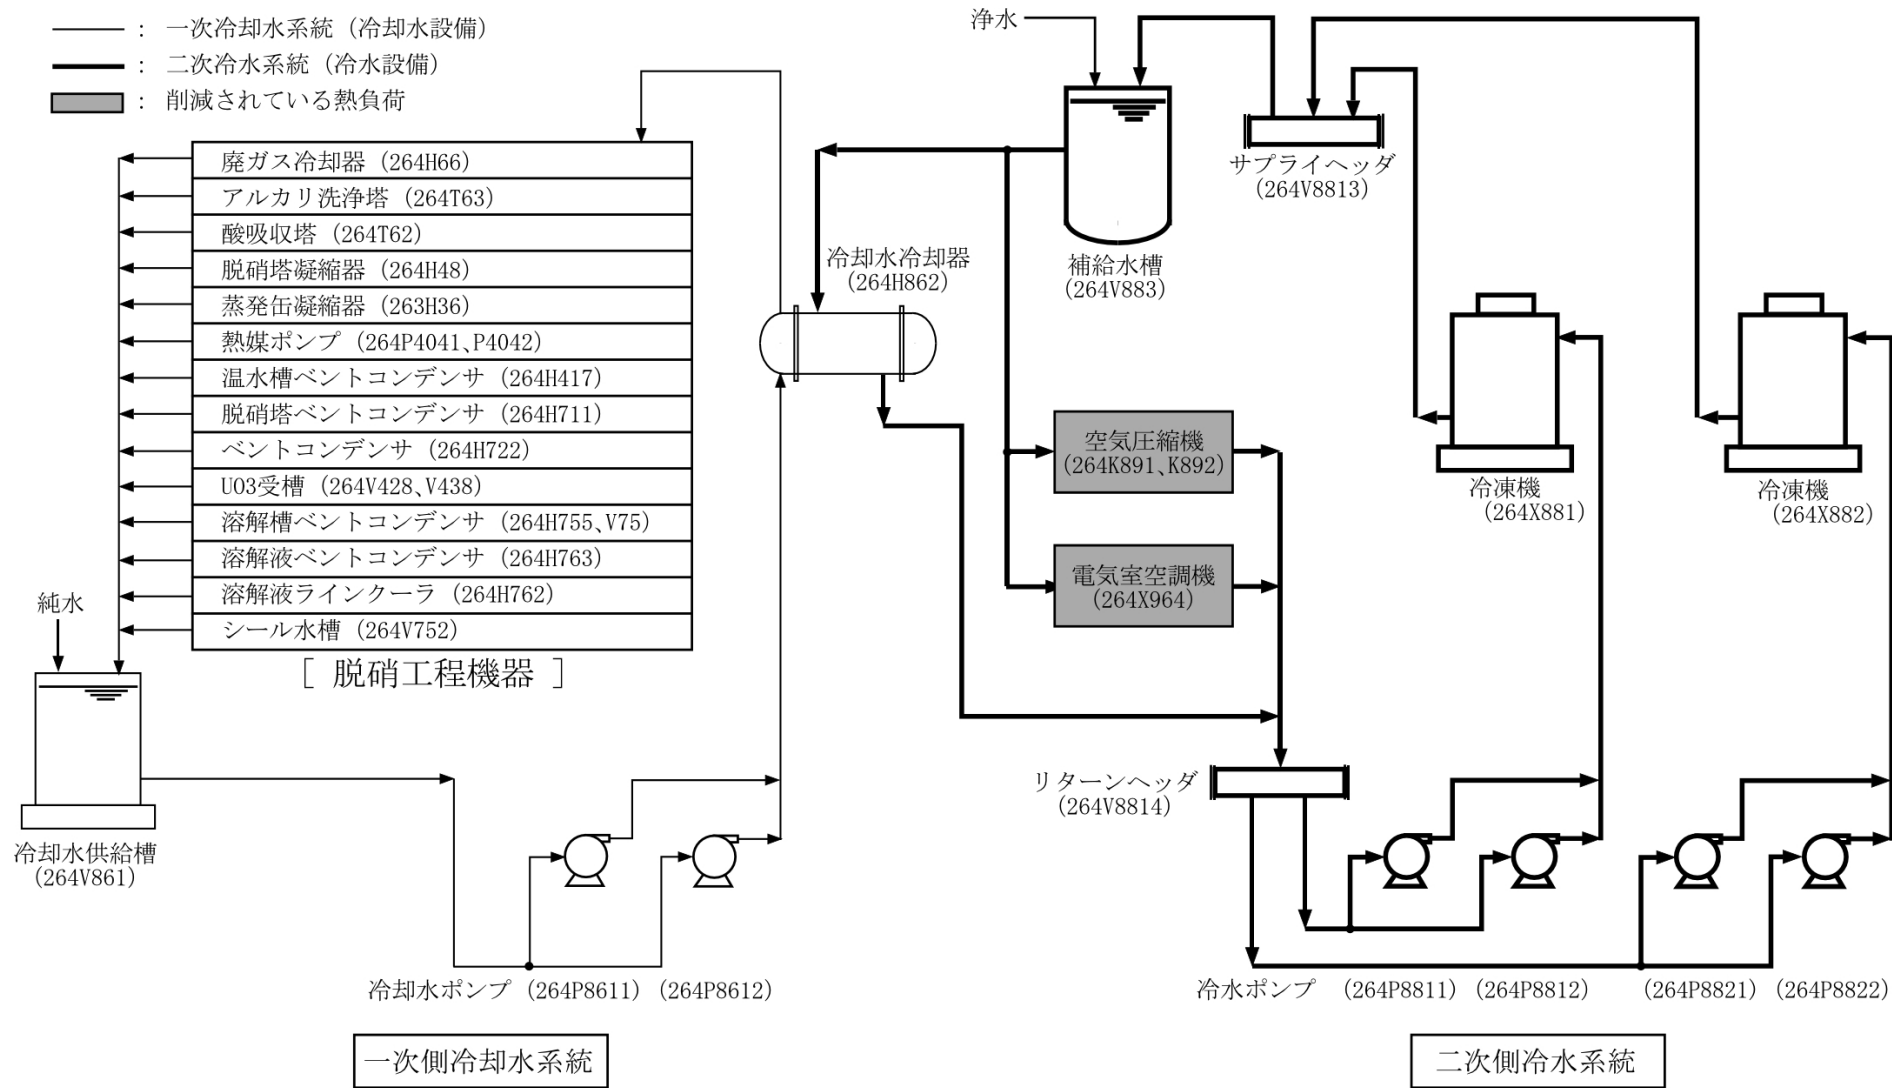 ： 一次冷却水系統（冷却水設備）
： 二次冷水系統（冷水設備）
： 削減されている熱負荷
廃ガス冷却器（264H66）
アルカリ洗浄塔（264T63）
酸吸収塔（264T62）
脱硝塔凝縮器（264H48）
蒸発缶凝縮器（263H36）
熱媒ポンプ（264P4041、P4042）
温水槽ベントコンデンサ（264H417）
脱硝塔ベントコンデンサ（264H711）
ベントコンデンサ（264H722）
UO3受槽（264V428、V438）
溶解槽ベントコンデンサ（264H755、V75）
溶解液ベントコンデンサ（264H763）
溶解液ラインクーラ（264H762）
シール水槽（264V752）
［ 脱硝工程機器 ］
純水
冷却水供給槽
（264V861）
冷却水ポンプ（264P8611）（264P8612）
一次側冷却水系統
浄水
冷却水冷却器
（264H862）
補給水槽
（264V883）
サプライヘッダ
（264V8813）
空気圧縮機
（264K891、K892）
電気室空調機
（264X964）
冷凍機
（264X881）
冷凍機
（264X882）
リターンヘッダ
（264V8814）
冷水ポンプ （264P8811）（264P8812） （264P8821）（264P8822）
二次側冷水系統